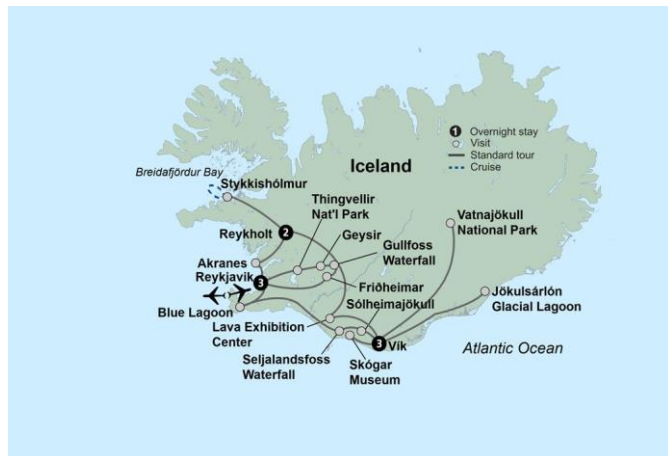 1 Overnight stay
Visit
Standard tour
Cruise
Iceland
Breidafjördur Bay
Stykkishólmur
Thingvellir
Nat'l Park
Vatnajökull
National Park
Reykholt
2
Geysir
Gullfoss
Waterfall
Akranes
Reykjavik
3
Friðheimar
Sólheimajökull
Jökulsárlón
Glacial Lagoon
Blue Lagoon
Lava Exhibition
Center
3
Vík
Atlantic Ocean
Seljalandsfoss
Waterfall
Skógar
Museum